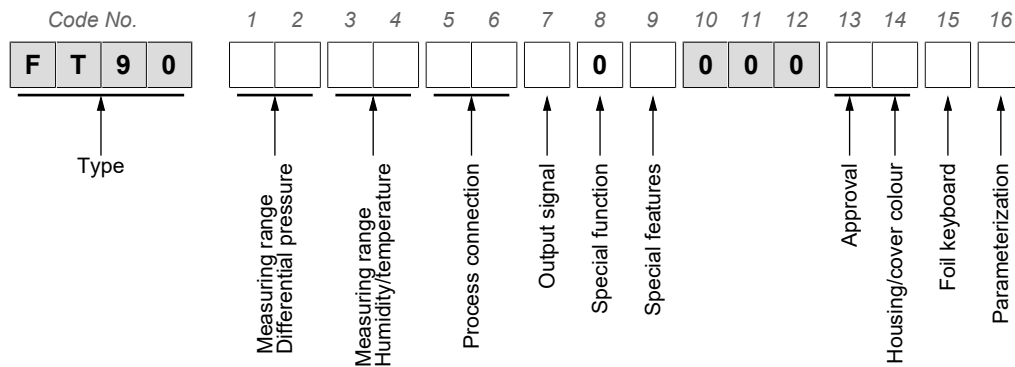 Code No. 1 2 3 4 5 6 7 8 9 10 11 12 13 14 15 16
F T 9 0 0 0 0 0
Type
Measuring range
Differential pressure
Measuring range
Humidity/temperature
Process connection
Output signal
Special function
Special features
Approval
Housing/cover colour
Foil keyboard
Parameterization